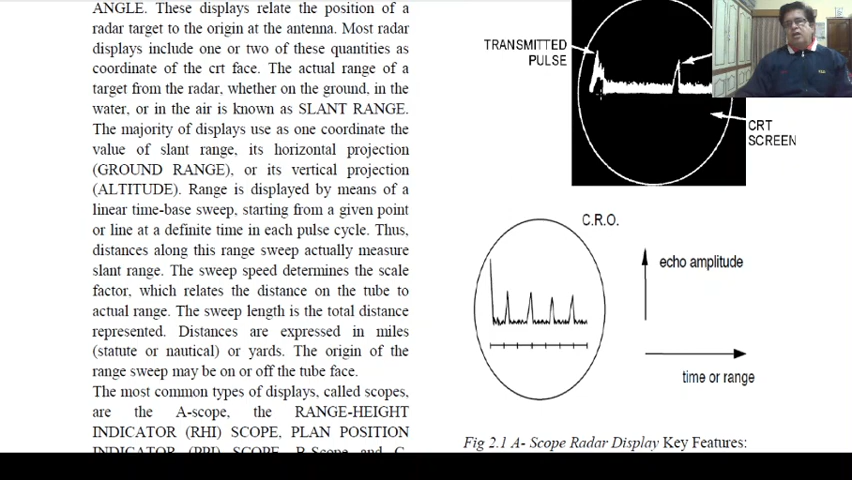 ANGLE. These displays relate the position of a
radar target to the origin at the antenna. Most radar
displays include one or two of these quantities as
coordinate of the crt face. The actual range of a
target from the radar, whether on the ground, in the
water, or in the air is known as SLANT RANGE.
The majority of displays use as one coordinate the
value of slant range, its horizontal projection
(GROUND RANGE), or its vertical projection
(ALTITUDE). Range is displayed by means of a
linear time-base sweep, starting from a given point
or line at a definite time in each pulse cycle. Thus,
distances along this range sweep actually measure
slant range. The sweep speed determines the scale
factor, which relates the distance on the tube to
actual range. The sweep length is the total distance
represented. Distances are expressed in miles
(statute or nautical) or yards. The origin of the
range sweep may be on or off the tube face.
The most common types of displays, called scopes,
are the A-scope, the RANGE-HEIGHT
INDICATOR (RHI) SCOPE, PLAN POSITION
INDICATOR (PPI) SCOPE, B-Scope and C-
TRANSMITTED
PULSE
CRT
SCREEN
C.R.O.
echo amplitude
time or range
Fig 2.1 A- Scope Radar Display Key Features: